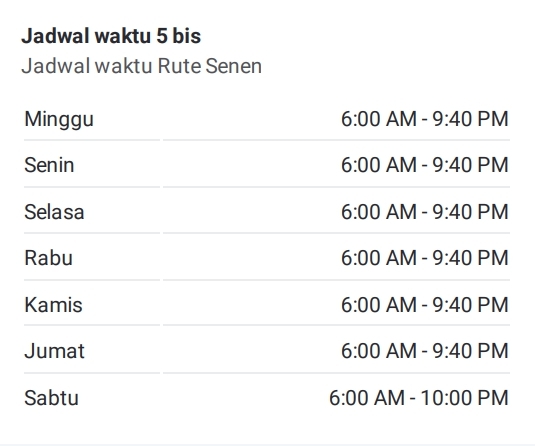 Jadwal waktu 5 bis
Jadwal waktu Rute Senen
Minggu 6:00 AM - 9:40 PM
Senin 6:00 AM - 9:40 PM
Selasa 6:00 AM - 9:40 PM
Rabu 6:00 AM - 9:40 PM
Kamis 6:00 AM - 9:40 PM
Jumat 6:00 AM - 9:40 PM
Sabtu 6:00 AM - 10:00 PM